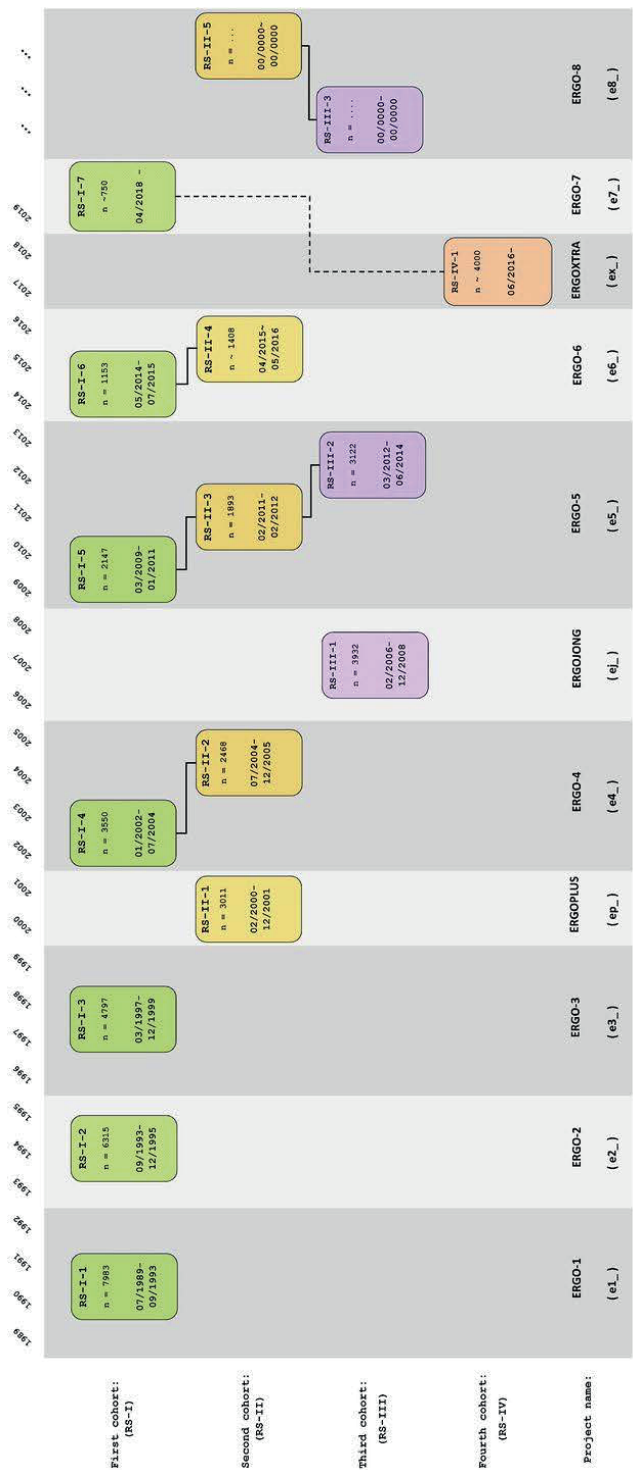 1989
1990
1991
1992
1993
1994
1995
1996
1997
1998
1999
2000
2001
2002
2003
2004
2005
2006
2007
2008
2009
2010
2011
2012
2013
2014
2015
2016
2017
2018
2019
...
...
...
First cohort:
(RS-I)
RS-I-1
n = 7983
07/1989-
09/1993
RS-I-2
n = 6315
09/1993-
12/1995
RS-I-3
n = 4797
03/1997-
12/1999
RS-I-4
n = 3550
01/2002-
07/2004
RS-I-5
n = 2147
03/2009-
01/2011
RS-I-6
n = 1153
05/2014-
07/2015
RS-I-7
n ~750
04/2018 -
Second cohort:
(RS-II)
RS-II-1
n = 3011
02/2000-
12/2001
RS-II-2
n = 2468
07/2004-
12/2005
RS-II-3
n = 1893
02/2011-
02/2012
RS-II-4
n ~ 1408
04/2015~
05/2016
RS-II-5
n = ...
00/0000~
00/0000
Third cohort:
(RS-III)
RS-III-1
n = 3932
02/2006-
12/2008
RS-III-2
n = 3122
03/2012-
06/2014
RS-III-3
n = ....
00/0000-
00/0000
Fourth cohort:
(RS-IV)
RS-IV-1
n ~ 4000
06/2016-
Project name:
ERGO-1
(e1_)
ERGO-2
(e2_)
ERGO-3
(e3_)
ERGOPLUS
(ep_)
ERGO-4
(e4_)
ERGOJONG
(ej_)
ERGO-5
(e5_)
ERGO-6
(e6_)
ERGOXTRA
(ex_)
ERGO-7
(e7_)
ERGO-8
(e8_)